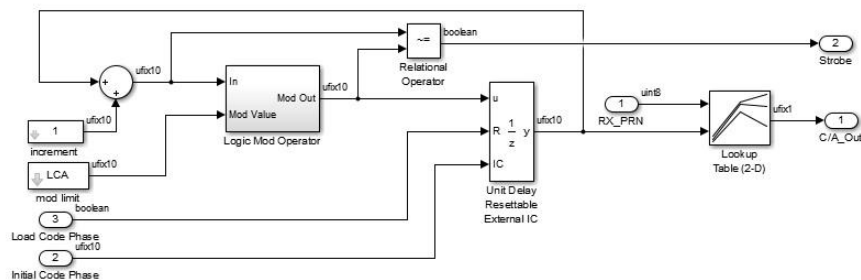 boolean
~=
Relational
Operator
2
Strobe
+
+
ufix10
In
Mod Out
Mod Value
Logic Mod Operator
ufix10
1
increment
ufix10
LCA
mod limit
ufix10
u
R
IC
1
z
y
Unit Delay
Resettable
External IC
ufix10
1
RX_PRN
uint8
Lookup
Table (2-D)
ufix1
1
C/A_Out
boolean
3
Load Code Phase
ufix10
2
Initial Code Phase